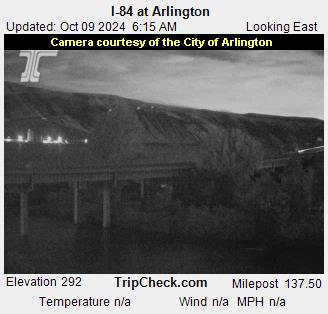 I-84 at Arlington
Updated: Oct 09 2024 6:15 AM Looking East
Camera courtesy of the City of Arlington
Elevation 292 TripCheck.com Milepost 137.50
Temperature n/a Wind n/a MPH n/a